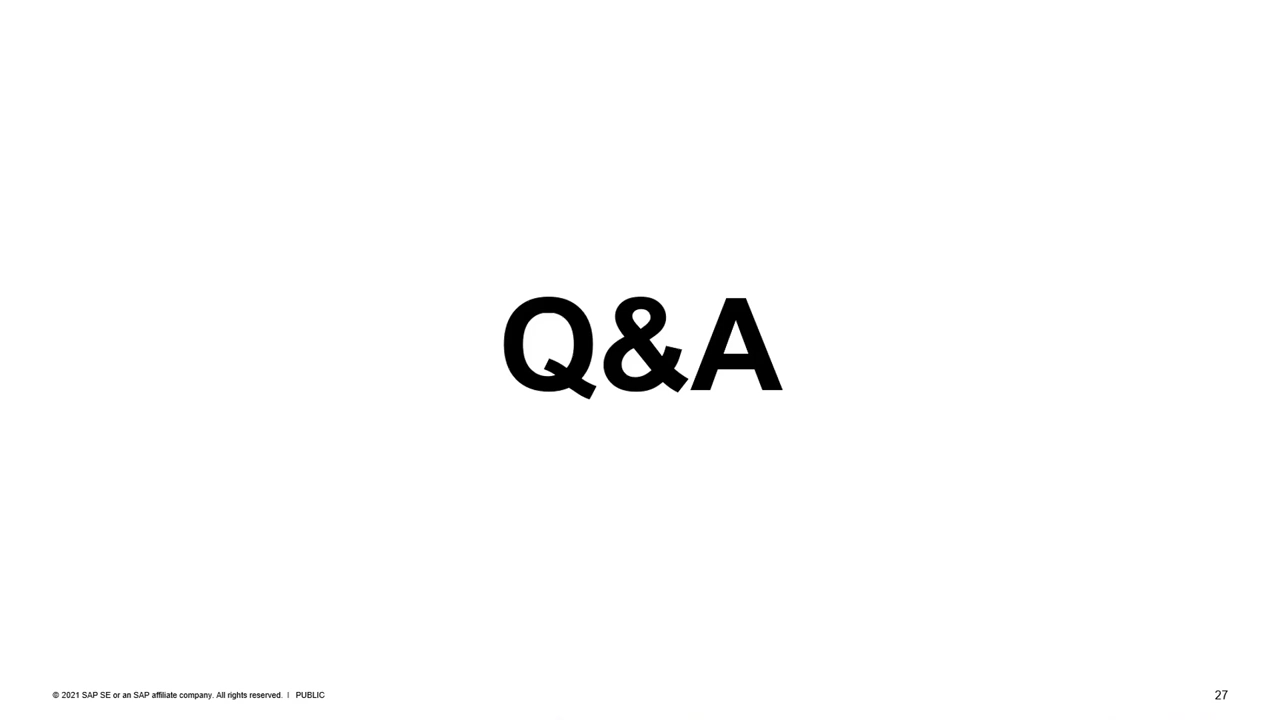 Q&A
© 2021 SAP SE or an SAP affiliate company. All rights reserved. | PUBLIC
27